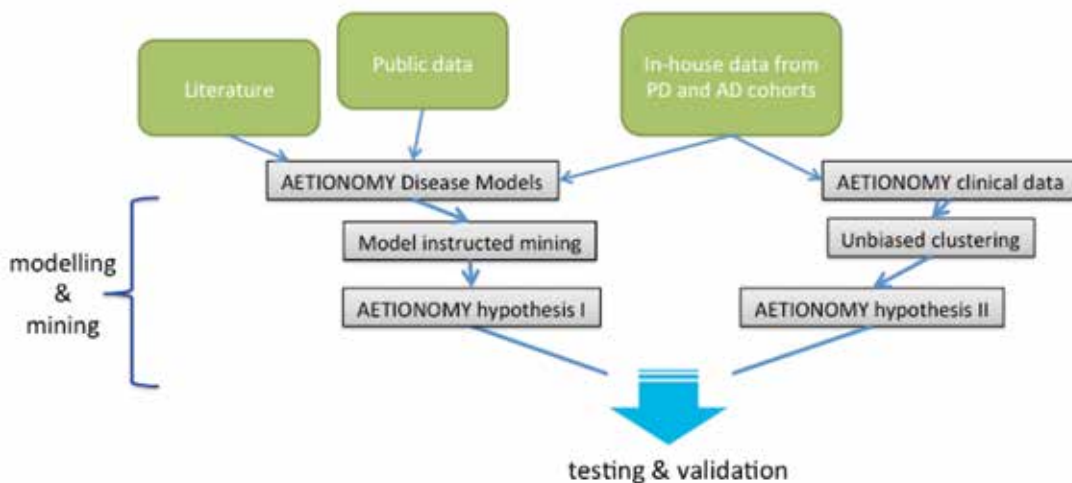 Literature
Public data
In-house data from
PD and AD cohorts
AETIONOMY Disease Models
AETIONOMY clinical data
Model instructed mining
Unbiased clustering
modelling
&
mining
AETIONOMY hypothesis I
AETIONOMY hypothesis II
testing & validation